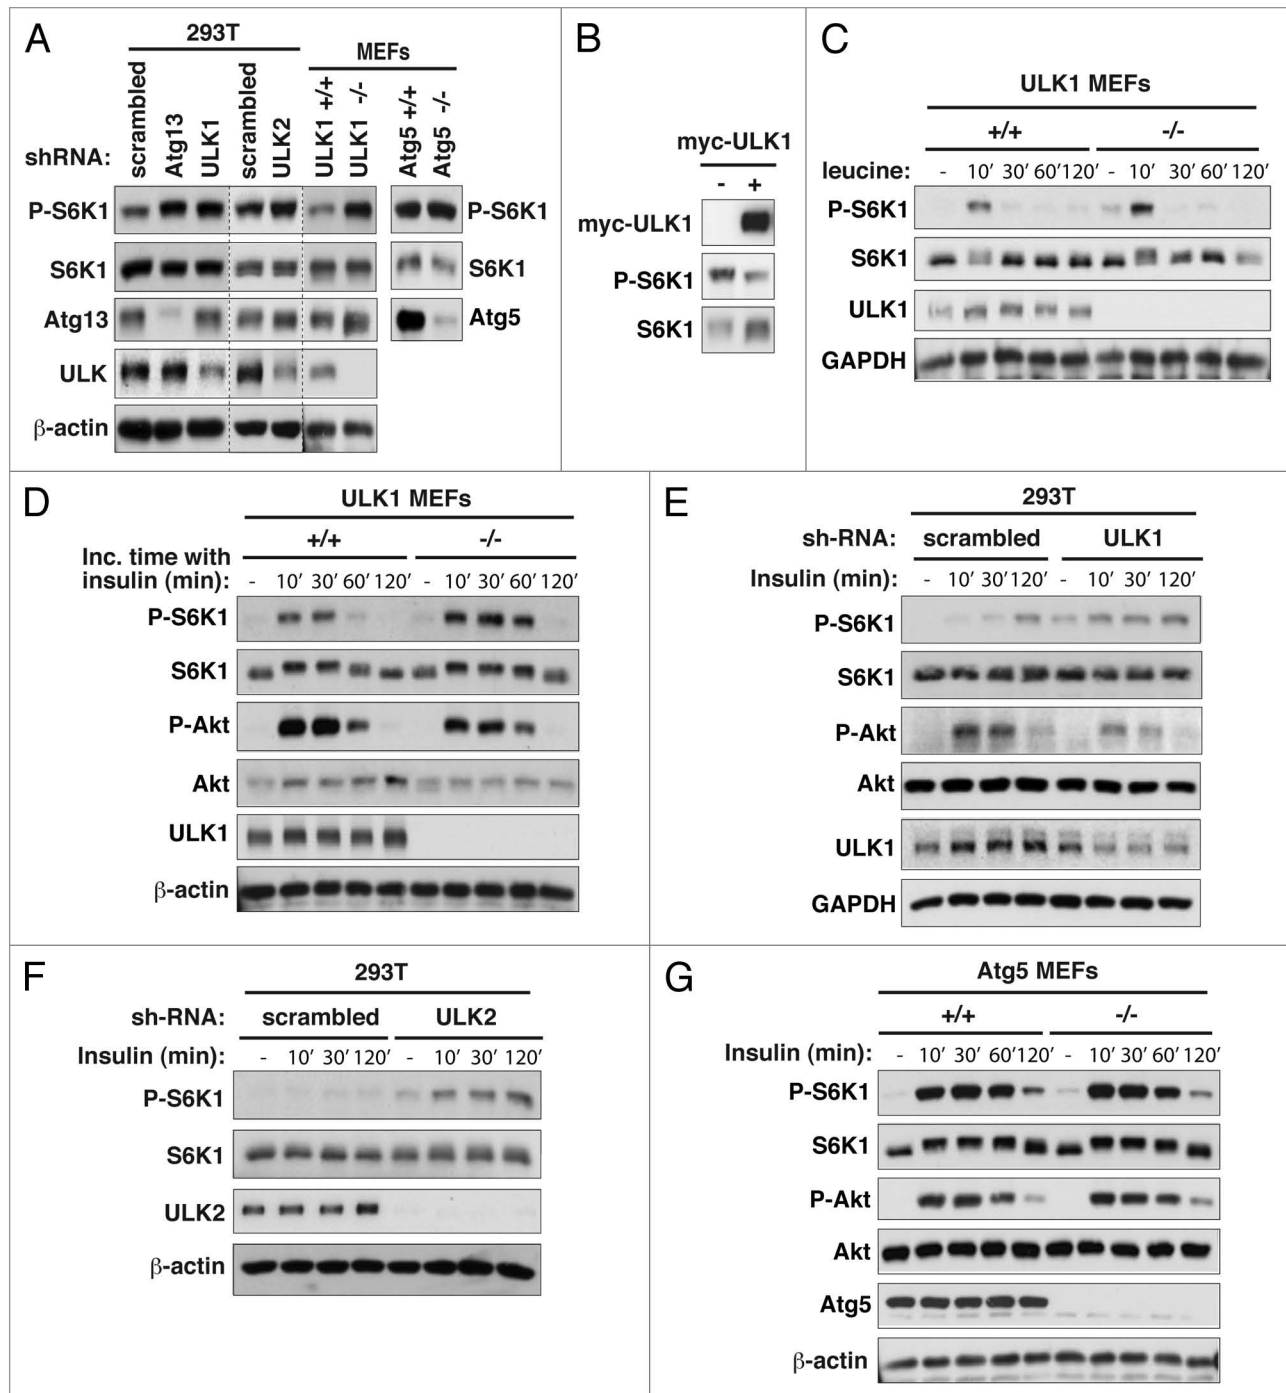 A
293T
MEFs
shRNA:
scrambled
Atg13
ULK1
scrambled
ULK2
ULK1 +/+
ULK1 -/-
Atg5 +/+
Atg5 -/-
P-S6K1
P-S6K1
S6K1
S6K1
Atg13
Atg5
ULK
β-actin
B
myc-ULK1
- +
myc-ULK1
P-S6K1
S6K1
C
ULK1 MEFs
+/+ -/-
leucine: - 10′ 30′ 60′ 120′ - 10′ 30′ 60′ 120′
P-S6K1
S6K1
ULK1
GAPDH
D
ULK1 MEFs
+/+ -/-
Inc. time with
insulin (min): - 10′ 30′ 60′ 120′ - 10′ 30′ 60′ 120′
P-S6K1
S6K1
P-Akt
Akt
ULK1
β-actin
E
293T
sh-RNA: scrambled ULK1
Insulin (min): - 10′ 30′ 120′ - 10′ 30′ 120′
P-S6K1
S6K1
P-Akt
Akt
ULK1
GAPDH
F
293T
sh-RNA: scrambled ULK2
Insulin (min): - 10′ 30′ 120′ - 10′ 30′ 120′
P-S6K1
S6K1
ULK2
β-actin
G
Atg5 MEFs
+/+ -/-
Insulin (min): - 10′ 30′ 60′ 120′ - 10′ 30′ 60′ 120′
P-S6K1
S6K1
P-Akt
Akt
Atg5
β-actin